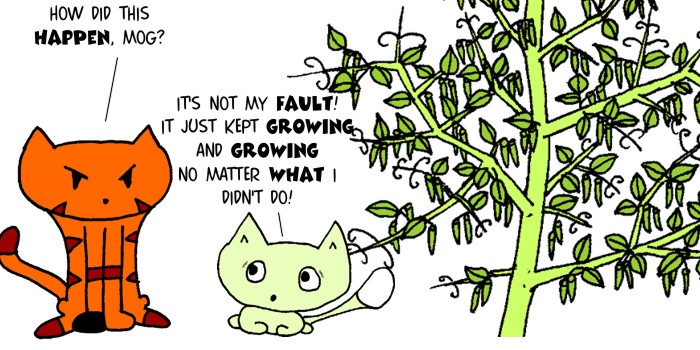 HOW DID THIS
HAPPEN, MOG?
IT'S NOT MY FAULT!
IT JUST KEPT GROWING
AND GROWING
NO MATTER WHAT I
DIDN'T DO!